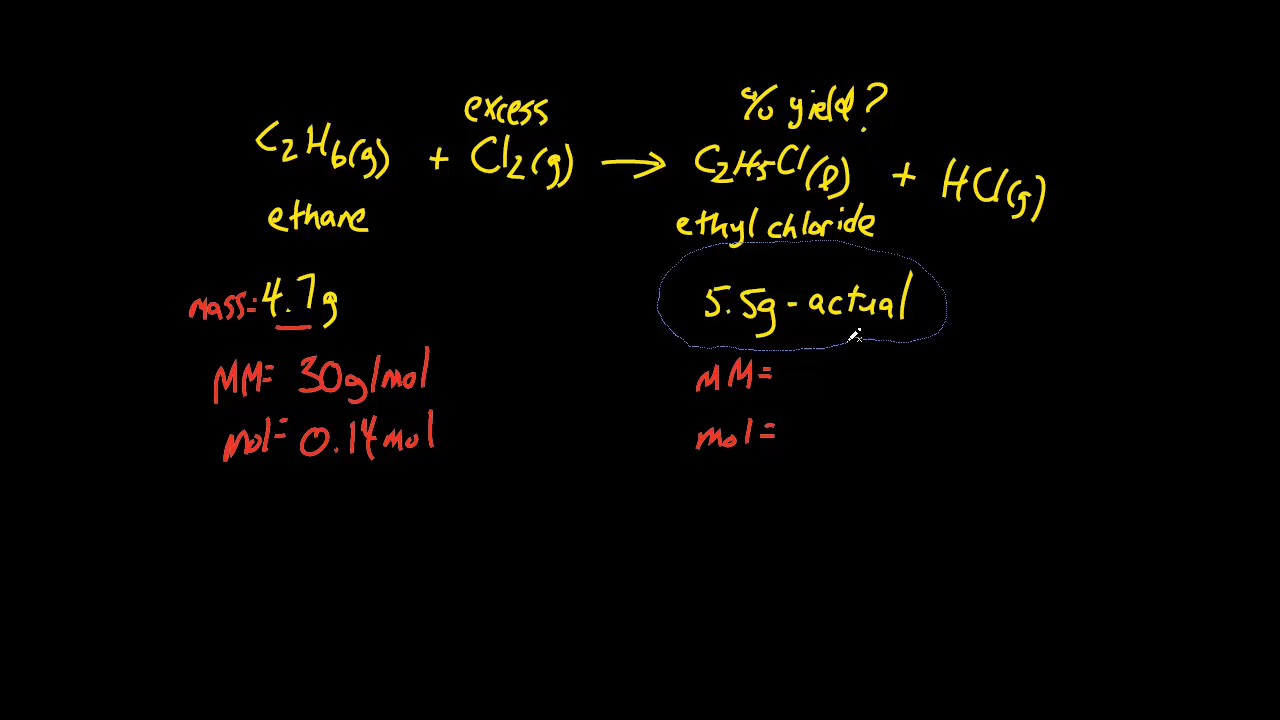 excess % yield?
C₂H₆(g) + Cl₂(g) → C₂H₅Cl(l) + HCl(g)
ethane ethyl chloride
mass: 4.7g 5.5g - actual
MM= 30g/mol MM=
mol= 0.14mol mol=